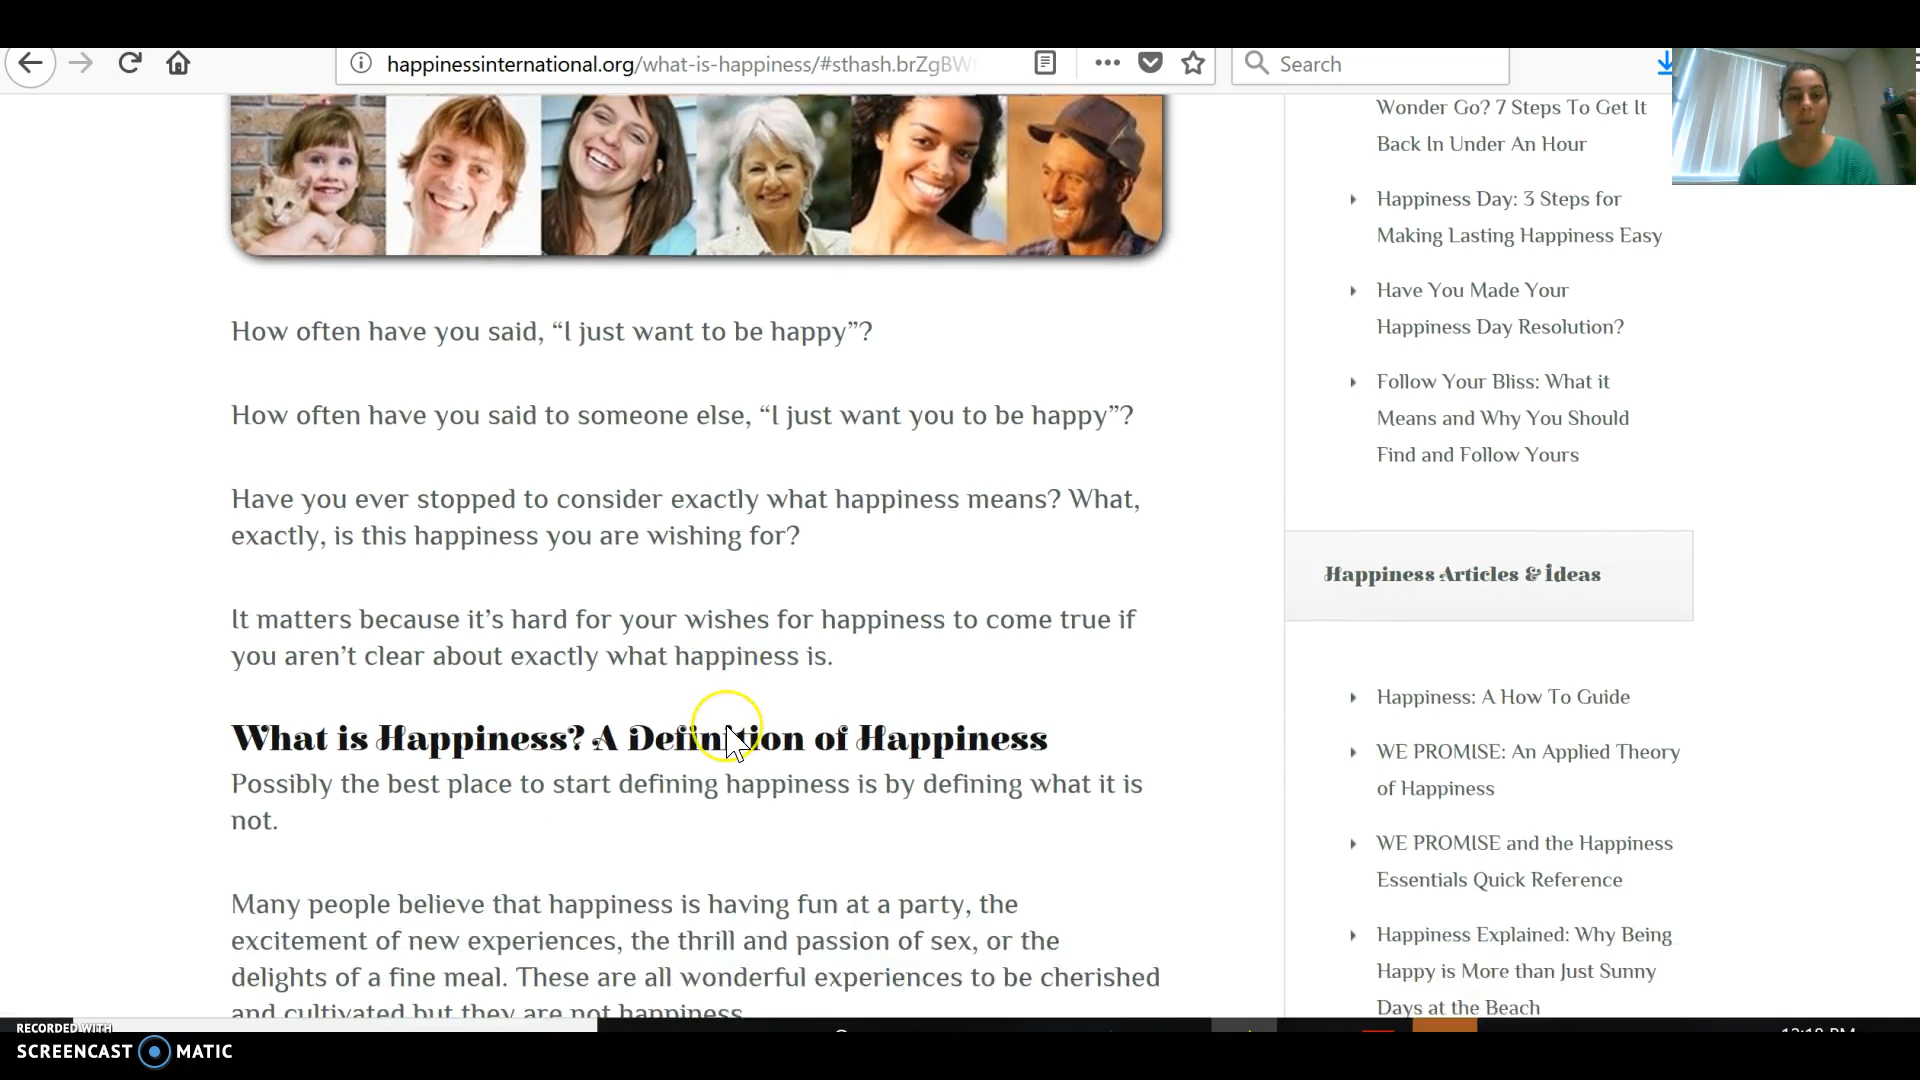 happinessinternational.org/what-is-happiness/#sthash.brZgBW
Search
How often have you said, “I just want to be happy”?
How often have you said to someone else, “I just want you to be happy”?
Have you ever stopped to consider exactly what happiness means? What,
exactly, is this happiness you are wishing for?
It matters because it’s hard for your wishes for happiness to come true if
you aren’t clear about exactly what happiness is.
What is Happiness? A Definition of Happiness
Possibly the best place to start defining happiness is by defining what it is
not.
Many people believe that happiness is having fun at a party, the
excitement of new experiences, the thrill and passion of sex, or the
delights of a fine meal. These are all wonderful experiences to be cherished
and cultivated but they are not happiness.
Wonder Go? 7 Steps To Get It
Back In Under An Hour
Happiness Day: 3 Steps for
Making Lasting Happiness Easy
Have You Made Your
Happiness Day Resolution?
Follow Your Bliss: What it
Means and Why You Should
Find and Follow Yours
Happiness Articles & İdeas
Happiness: A How To Guide
WE PROMISE: An Applied Theory
of Happiness
WE PROMISE and the Happiness
Essentials Quick Reference
Happiness Explained: Why Being
Happy is More than Just Sunny
Days at the Beach
RECORDED WITH
SCREENCAST MATIC